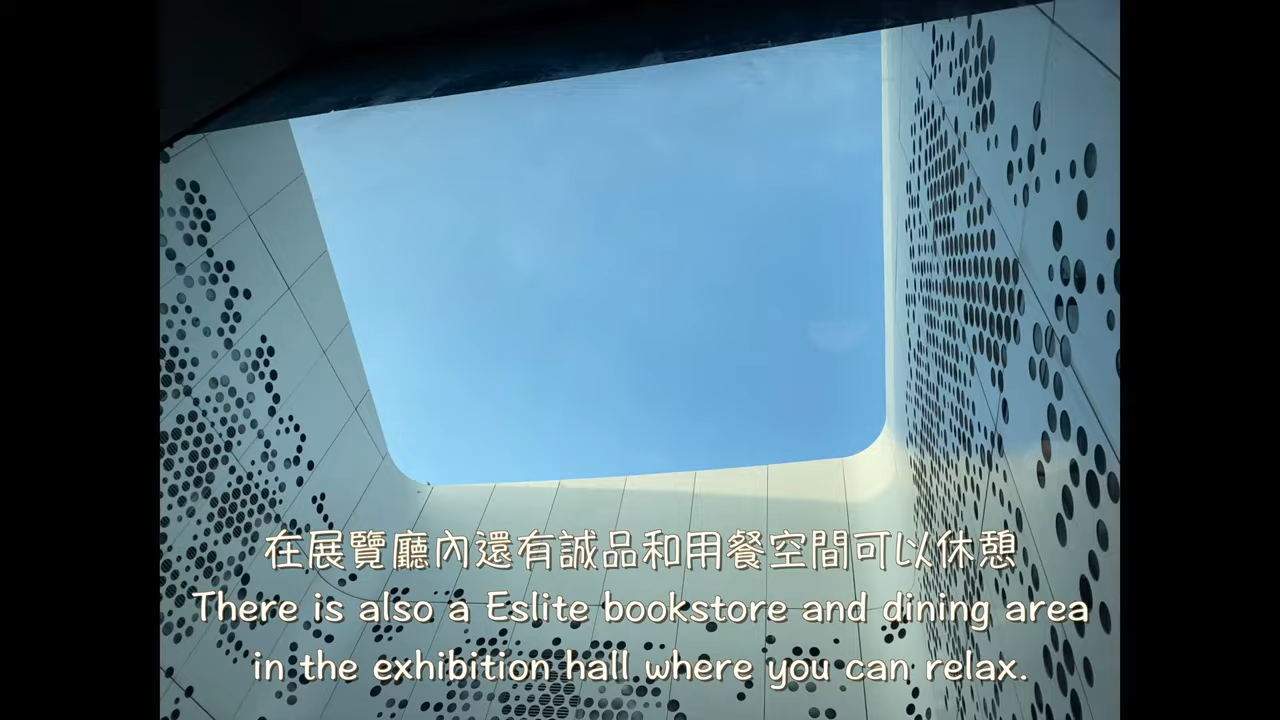 在展覽廳內還有誠品和用餐空間可以休憩
There is also a Eslite bookstore and dining area
in the exhibition hall where you can relax.